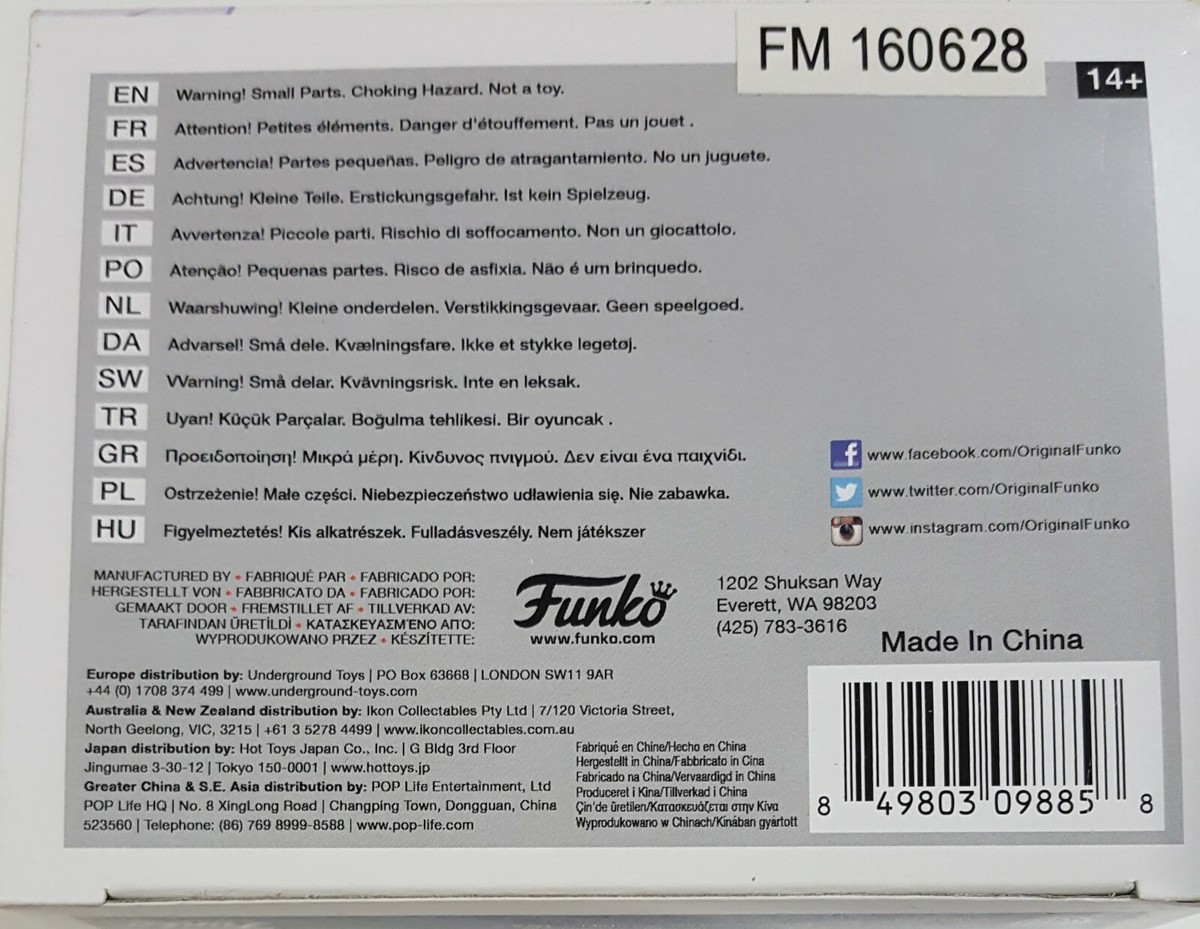 FM 160628
14+
EN Warning! Small Parts. Choking Hazard. Not a toy.
FR Attention! Petites éléments. Danger d'étouffement. Pas un jouet .
ES Advertencia! Partes pequeñas. Peligro de atragantamiento. No un juguete.
DE Achtung! Kleine Teile. Erstickungsgefahr. Ist kein Spielzeug.
IT Avvertenza! Piccole parti. Rischio di soffocamento. Non un giocattolo.
PO Atenção! Pequenas partes. Risco de asfixia. Não é um brinquedo.
NL Waarshuwing! Kleine onderdelen. Verstikkingsgevaar. Geen speelgoed.
DA Advarsel! Små dele. Kvælningsfare. Ikke et stykke legetøj.
SW Warning! Små delar. Kvävningsrisk. Inte en leksak.
TR Uyan! Küçük Parçalar. Boğulma tehlikesi. Bir oyuncak .
GR Προειδοποίηση! Μικρά μέρη. Κίνδυνος πνιγμού. Δεν είναι ένα παιχνίδι.
PL Ostrzeżenie! Małe części. Niebezpieczeństwo udławienia się. Nie zabawka.
HU Figyelmeztetés! Kis alkatrészek. Fulladásveszély. Nem játékszer
www.facebook.com/OriginalFunko
www.twitter.com/OriginalFunko
www.instagram.com/OriginalFunko
MANUFACTURED BY • FABRIQUÉ PAR • FABRICADO POR:
HERGESTELLT VON • FABBRICATO DA • FABRICADO POR:
GEMAAKT DOOR • FREMSTILLET AF • TILLVERKAD AV:
TARAFINDAN ÜRETİLDİ • ΚΑΤΑΣΚΕΥΑΣΜΈΝΟ ΑΠΌ:
WYPRODUKOWANO PRZEZ • KÉSZÍTETTE:
Funko
www.funko.com
1202 Shuksan Way
Everett, WA 98203
(425) 783-3616
Made In China
Europe distribution by: Underground Toys | PO Box 63668 | LONDON SW11 9AR
+44 (0) 1708 374 499 | www.underground-toys.com
Australia & New Zealand distribution by: Ikon Collectables Pty Ltd | 7/120 Victoria Street,
North Geelong, VIC, 3215 | +61 3 5278 4499 | www.ikoncollectables.com.au
Japan distribution by: Hot Toys Japan Co., Inc. | G Bldg 3rd Floor
Jingumae 3-30-12 | Tokyo 150-0001 | www.hottoys.jp
Greater China & S.E. Asia distribution by: POP Life Entertainment, Ltd
POP Life HQ | No. 8 XingLong Road | Changping Town, Dongguan, China
523560 | Telephone: (86) 769 8999-8588 | www.pop-life.com
Fabriqué en Chine/Hecho en China
Hergestellt in China/Fabbricato in Cina
Fabricado na China/Vervaardigd in China
Produceret i Kina/Tillverkad i China
Çin'de üretilen/Κατασκευάζεται στην Κίνα
Wyprodukowano w Chinach/Kínában gyártott
8 49803 09885 8